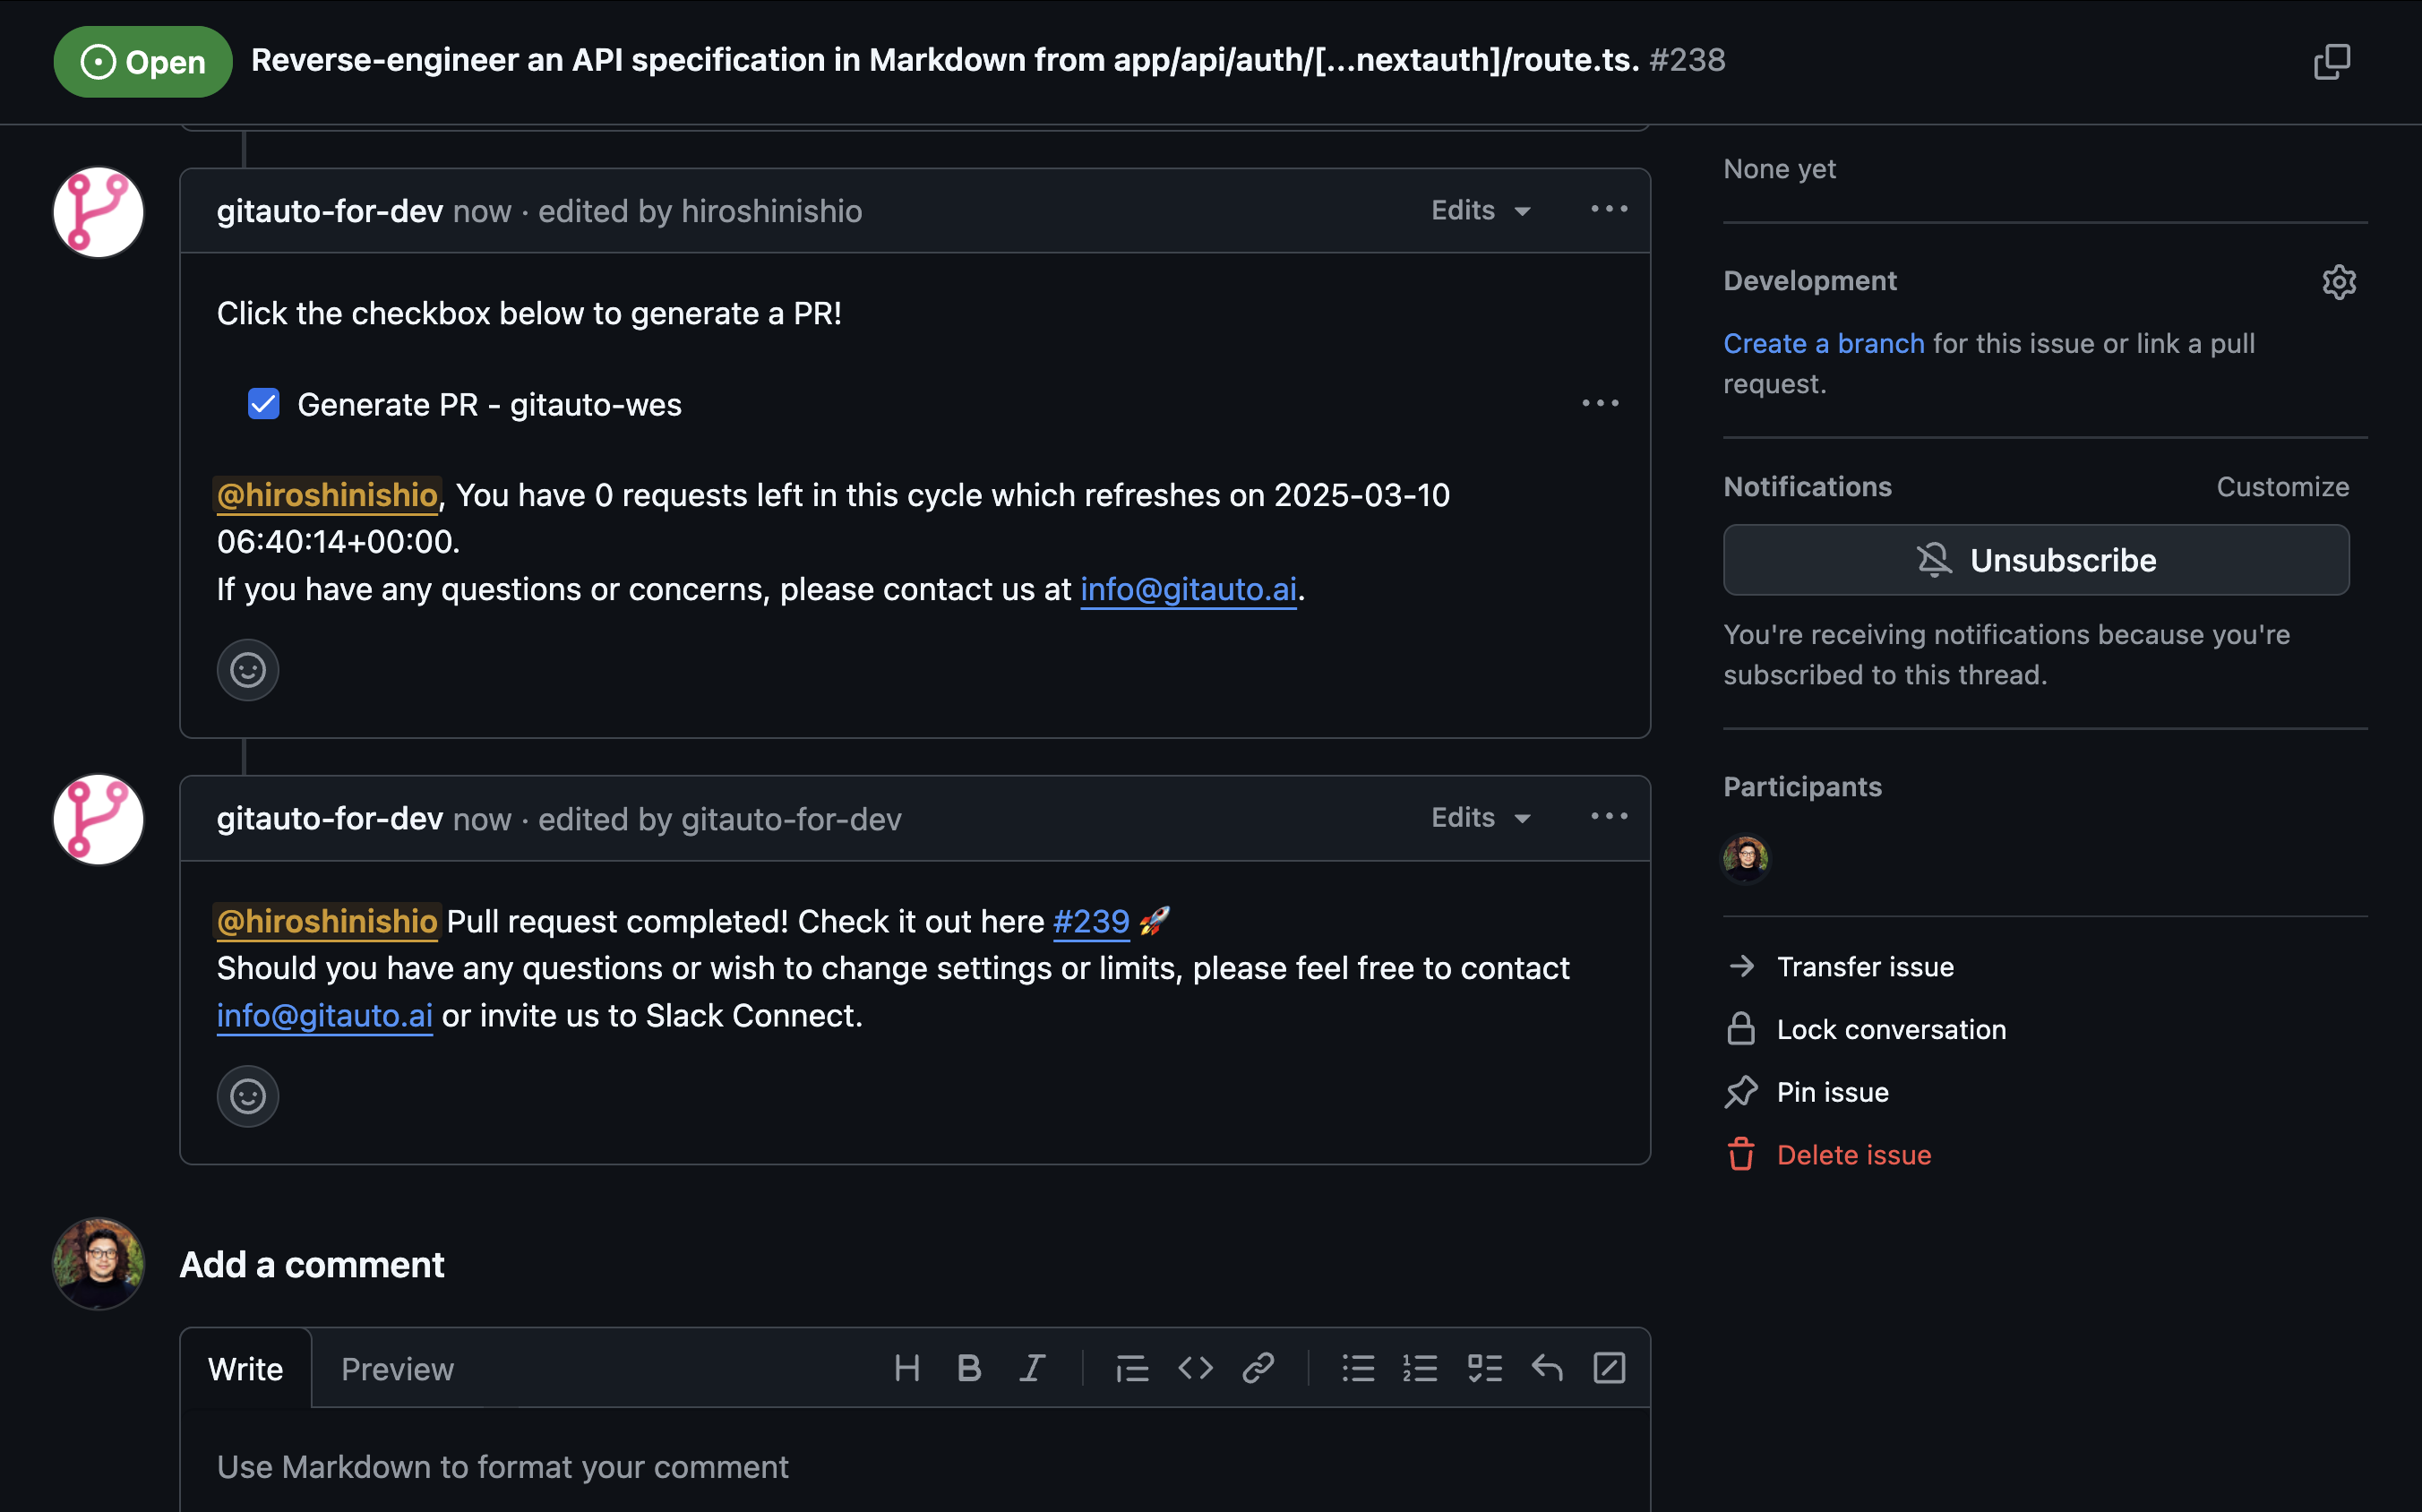 Open
Reverse-engineer an API specification in Markdown from app/api/auth/[...nextauth]/route.ts. #238
gitauto-for-dev now · edited by hiroshinishio
Edits
Click the checkbox below to generate a PR!
Generate PR - gitauto-wes
@hiroshinishio, You have 0 requests left in this cycle which refreshes on 2025-03-10
06:40:14+00:00.
If you have any questions or concerns, please contact us at info@gitauto.ai.
gitauto-for-dev now · edited by gitauto-for-dev
Edits
@hiroshinishio Pull request completed! Check it out here #239 🚀
Should you have any questions or wish to change settings or limits, please feel free to contact
info@gitauto.ai or invite us to Slack Connect.
Add a comment
Write
Preview
Use Markdown to format your comment
None yet
Development
Create a branch for this issue or link a pull
request.
Notifications
Customize
Unsubscribe
You're receiving notifications because you're
subscribed to this thread.
Participants
Transfer issue
Lock conversation
Pin issue
Delete issue